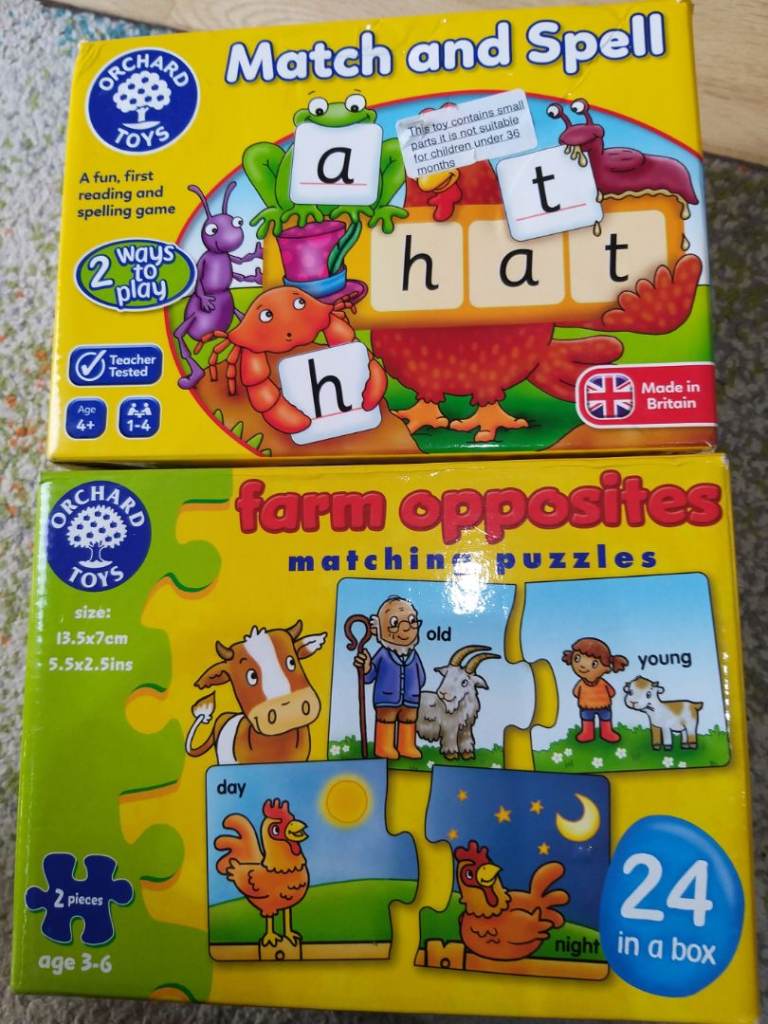 ORCHARD
TOYS
Match and Spell
A fun, first
reading and
spelling game
2 ways
to
play
This toy contains small
parts it is not suitable
for children under 36
months
a
t
h a t
h
Teacher
Tested
Age
4+
1-4
Made in
Britain
ORCHARD
TOYS
farm opposites
matching puzzles
size:
13.5x7cm
5.5x2.5ins
old
young
day
night
2 pieces
age 3-6
24
in a box